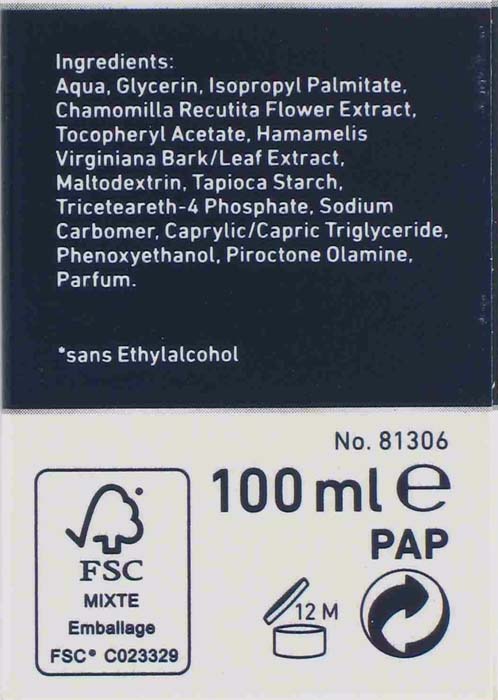 Ingredients:
Aqua, Glycerin, Isopropyl Palmitate,
Chamomilla Recutita Flower Extract,
Tocopheryl Acetate, Hamamelis
Virginiana Bark/Leaf Extract,
Maltodextrin, Tapioca Starch,
Triceteareth-4 Phosphate, Sodium
Carbomer, Caprylic/Capric Triglyceride,
Phenoxyethanol, Piroctone Olamine,
Parfum.
*sans Ethylalcohol
No. 81306
100 ml ℮
PAP
12 M
FSC
MIXTE
Emballage
FSC® C023329